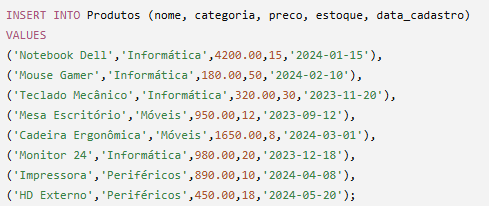 INSERT INTO Produtos (nome, categoria, preco, estoque, data_cadastro)
VALUES
('Notebook Dell','Informática',4200.00,15,'2024-01-15'),
('Mouse Gamer','Informática',180.00,50,'2024-02-10'),
('Teclado Mecânico','Informática',320.00,30,'2023-11-20'),
('Mesa Escritório','Móveis',950.00,12,'2023-09-12'),
('Cadeira Ergonômica','Móveis',1650.00,8,'2024-03-01'),
('Monitor 24','Informática',980.00,20,'2023-12-18'),
('Impressora','Periféricos',890.00,10,'2024-04-08'),
('HD Externo','Periféricos',450.00,18,'2024-05-20');